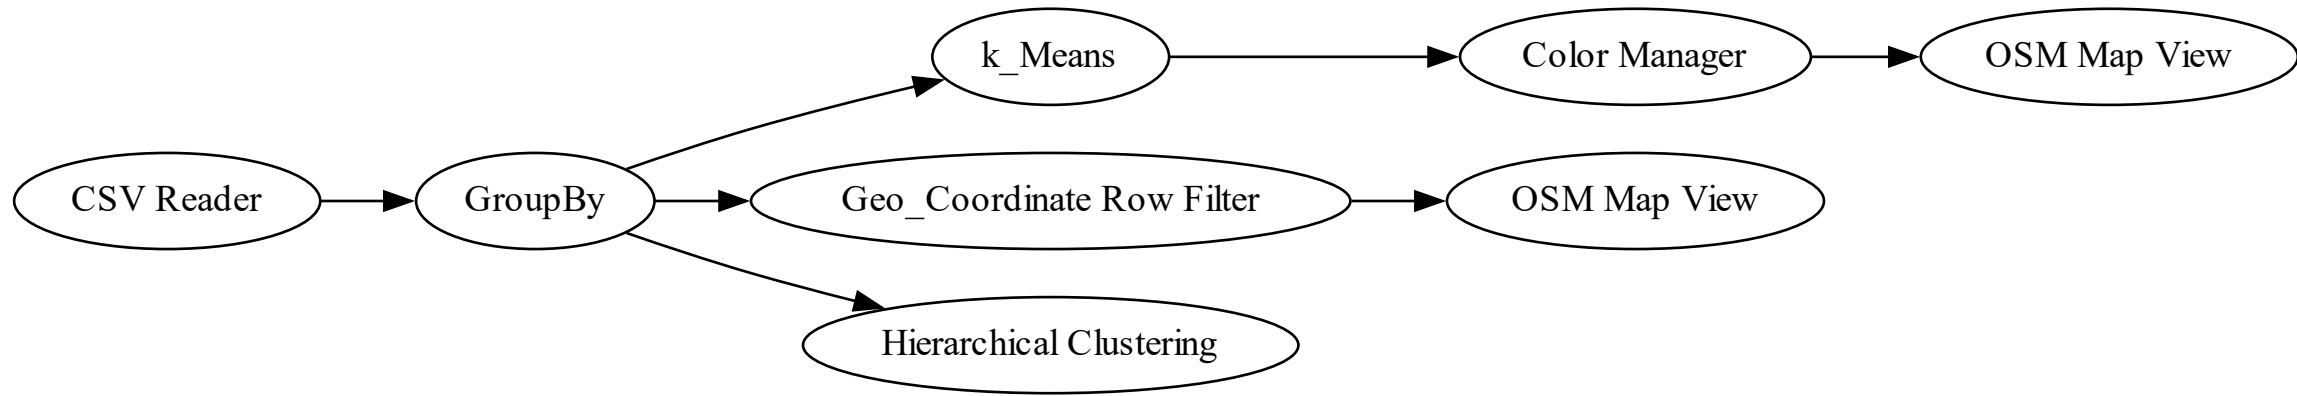 k_Means
Color Manager
OSM Map View
CSV Reader
GroupBy
Geo_Coordinate Row Filter
OSM Map View
Hierarchical Clustering